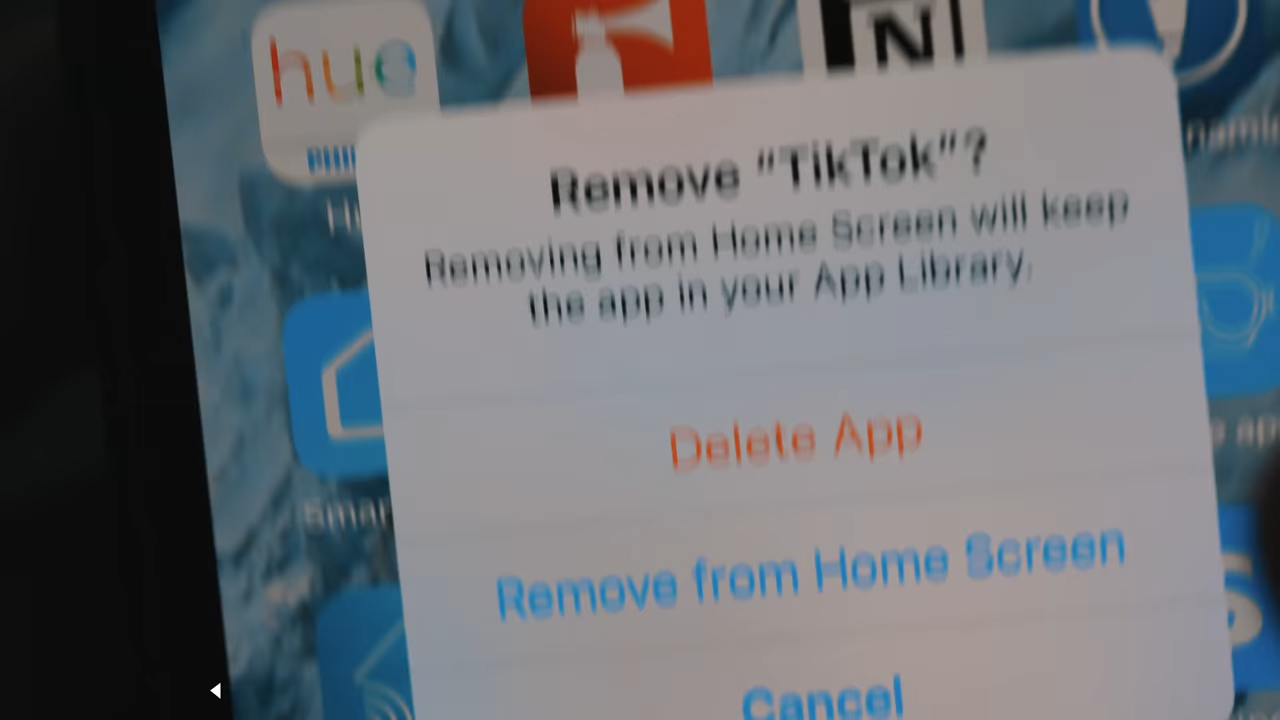 hue
N
Remove “TikTok”?
Removing from Home Screen will keep
the app in your App Library.
Delete App
Remove from Home Screen
Cancel